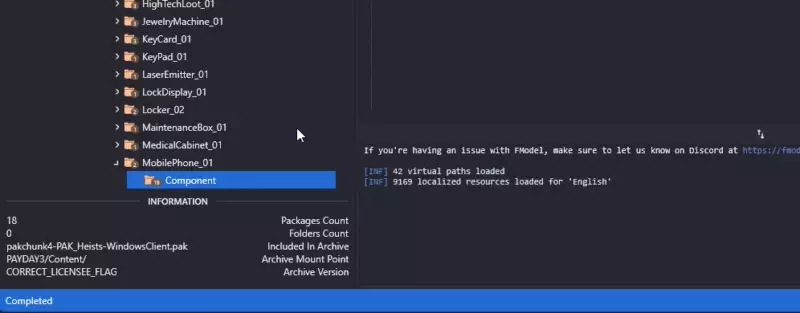 HighTechLoot_01
JewelryMachine_01
KeyCard_01
KeyPad_01
LaserEmitter_01
LockDisplay_01
Locker_02
MaintenanceBox_01
MedicalCabinet_01
MobilePhone_01
Component
INFORMATION
18 Packages Count
0 Folders Count
pakchunk4-PAK_Heists-WindowsClient.pak Included In Archive
PAYDAY3/Content/ Archive Mount Point
CORRECT_LICENSEE_FLAG Archive Version
If you're having an issue with FModel, make sure to let us know on Discord at https://fmod
[INF] 42 virtual paths loaded
[INF] 9169 localized resources loaded for 'English'
Completed